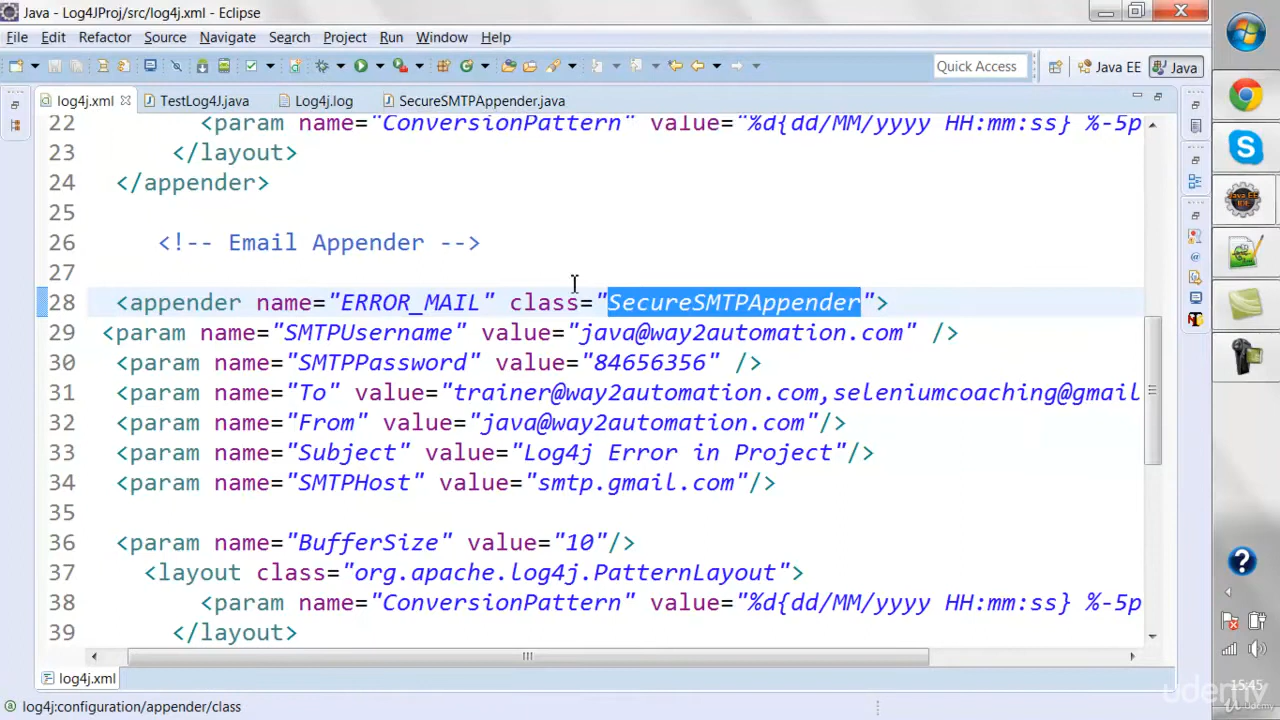 Java - Log4JProj/src/log4j.xml - Eclipse
File Edit Refactor Source Navigate Search Project Run Window Help
Quick Access Java EE Java
log4j.xml TestLog4J.java Log4j.log SecureSMTPAppender.java
22 <param name="ConversionPattern" value="%d{dd/MM/yyyy HH:mm:ss} %-5p
23 </layout>
24 </appender>
25
26 <!-- Email Appender -->
27
28 <appender name="ERROR_MAIL" class="SecureSMTPAppender">
29 <param name="SMTPUsername" value="java@way2automation.com" />
30 <param name="SMTPPassword" value="84656356" />
31 <param name="To" value="trainer@way2automation.com,seleniumcoaching@gmail
32 <param name="From" value="java@way2automation.com"/>
33 <param name="Subject" value="Log4j Error in Project"/>
34 <param name="SMTPHost" value="smtp.gmail.com"/>
35
36 <param name="BufferSize" value="10"/>
37 <layout class="org.apache.log4j.PatternLayout">
38 <param name="ConversionPattern" value="%d{dd/MM/yyyy HH:mm:ss} %-5p
39 </layout>
log4j.xml
log4j:configuration/appender/class
15:45
udemy
Udemy